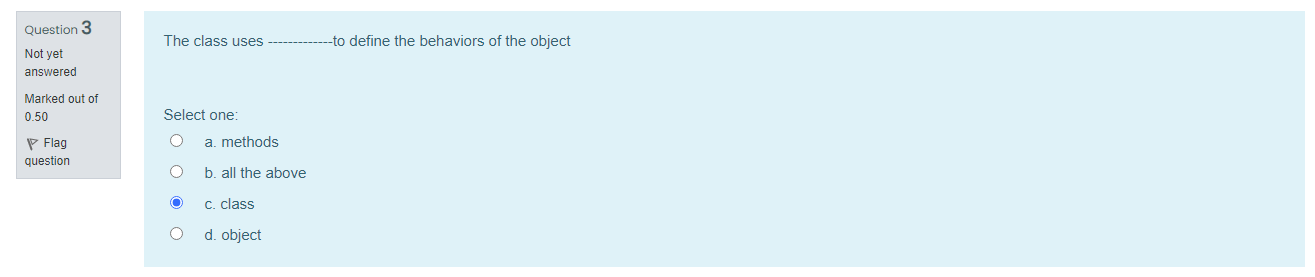 Question 3
Not yet
answered
Marked out of
0.50
Flag
question
The class uses -------------to define the behaviors of the object
Select one:
a. methods
b. all the above
c. class
d. object